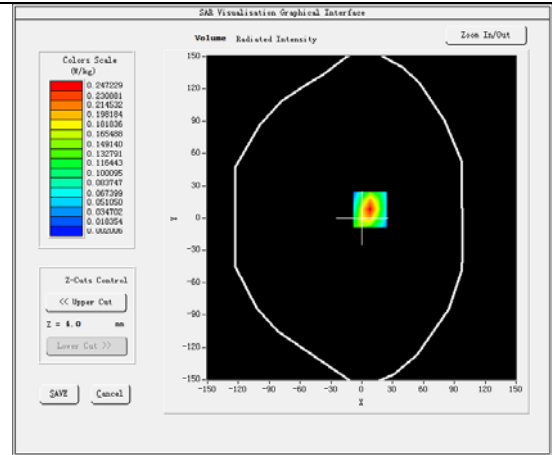 SAR Visualisation Graphical Interface
Volume Radiated Intensity
Zoom In/Out
Colors Scale
(W/kg)
0.247229
0.230881
0.214532
0.198184
0.181836
0.165488
0.149140
0.132791
0.116443
0.100095
0.083747
0.067399
0.051050
0.034702
0.018354
0.002006
150
120
90
60
30
0
-30
-60
-90
-120
-150
Y
-150 -120 -90 -60 -30 0 30 60 90 120 150
X
Z-Cuts Control
<< Upper Cut
Z = 4.0 mm
Lower Cut >>
SAVE Cancel